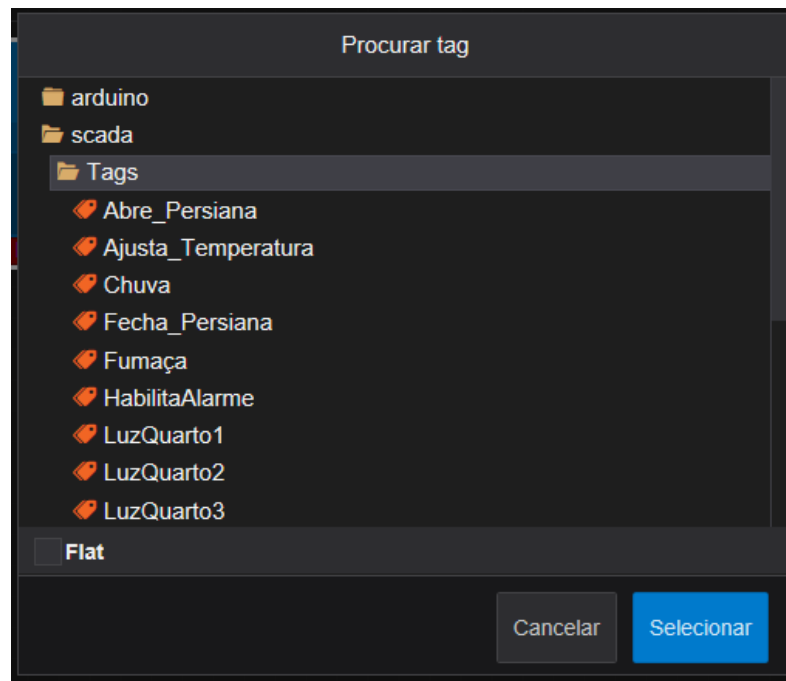 Procurar tag
arduino
scada
Tags
Abre_Persiana
Ajusta_Temperatura
Chuva
Fecha_Persiana
Fumaça
HabilitaAlarme
LuzQuarto1
LuzQuarto2
LuzQuarto3
Flat
Cancelar Selecionar